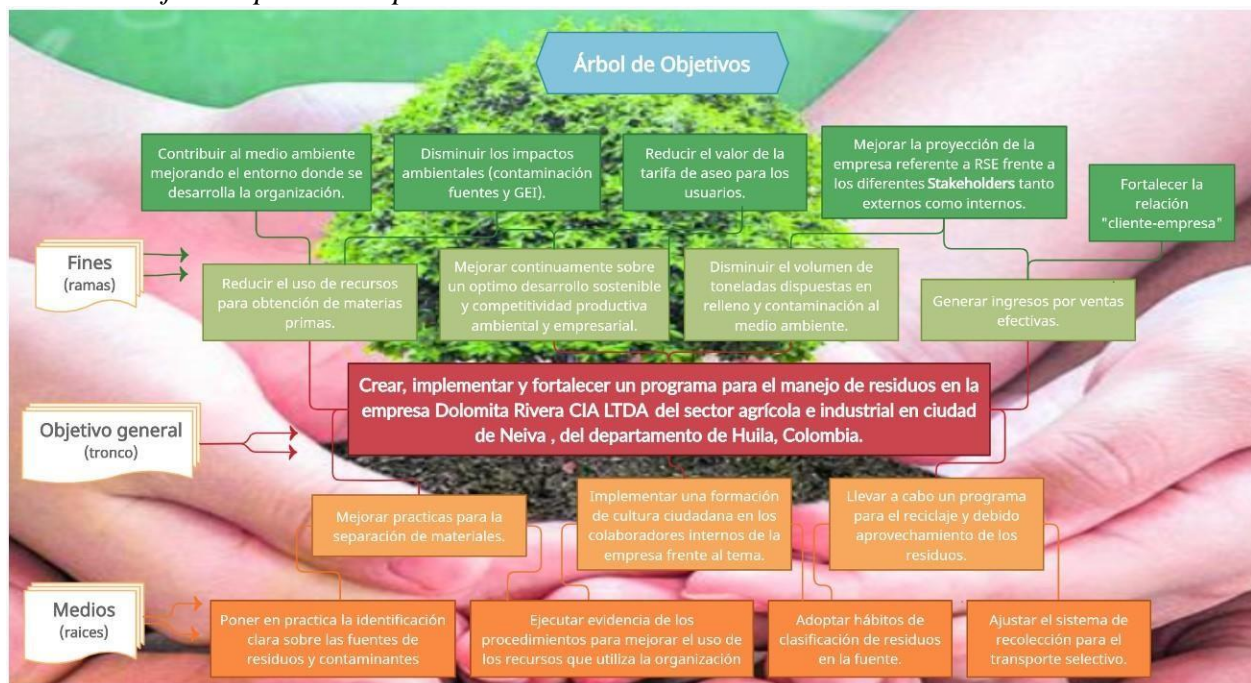 Árbol de Objetivos
Contribuir al medio ambiente
mejorando el entorno donde se
desarrolla la organización.
Disminuir los impactos
ambientales (contaminación
fuentes y GEI).
Reducir el valor de la
tarifa de aseo para los
usuarios.
Mejorar la proyección de la
empresa referente a RSE frente a
los diferentes Stakeholders tanto
externos como internos.
Fortalecer la
relación
"cliente-empresa"
Fines
(ramas)
Reducir el uso de recursos
para obtención de materias
primas.
Mejorar continuamente sobre
un optimo desarrollo sostenible
y competitividad productiva
ambiental y empresarial.
Disminuir el volumen de
toneladas dispuestas en
relleno y contaminación al
medio ambiente.
Generar ingresos por ventas
efectivas.
Objetivo general
(tronco)
Crear, implementar y fortalecer un programa para el manejo de residuos en la
empresa Dolomita Rivera CIA LTDA del sector agrícola e industrial en ciudad
de Neiva , del departamento de Huila, Colombia.
Mejorar practicas para la
separación de materiales.
Implementar una formación
de cultura ciudadana en los
colaboradores internos de la
empresa frente al tema.
Llevar a cabo un programa
para el reciclaje y debido
aprovechamiento de los
residuos.
Medios
(raices)
Poner en practica la identificación
clara sobre las fuentes de
residuos y contaminantes
Ejecutar evidencia de los
procedimientos para mejorar el uso de
los recursos que utiliza la organización
Adoptar hábitos de
clasificación de residuos
en la fuente.
Ajustar el sistema de
recolección para el
transporte selectivo.